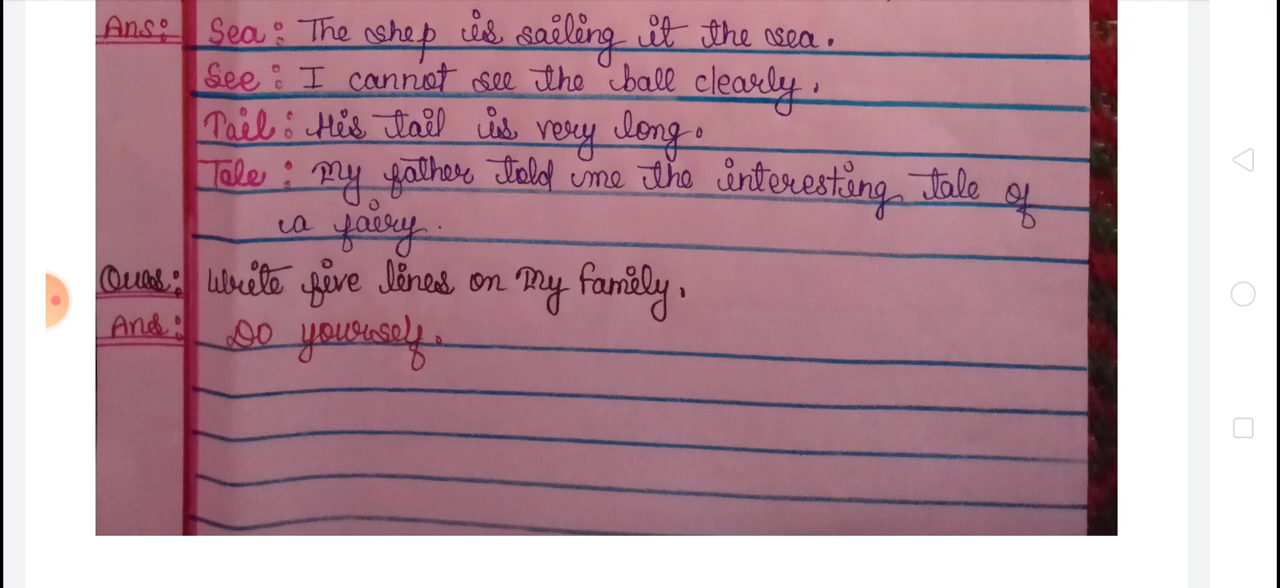 Ans: Sea: The shep is sailing it the sea.
See: I cannot see the ball clearly.
Tail: His tail is very long.
Tale: My father told me the interesting tale of
a fairy.
Ques: Write five lines on My family.
Ans: Do yourself.